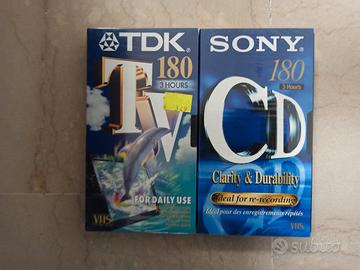 TDK
180
3 HOURS
TV
FOR DAILY USE
VHS
SONY
180
3 Hours
CD
Clarity & Durability
Ideal for re-recording
Idéal pour des enregistrements répétés
VHS
subito